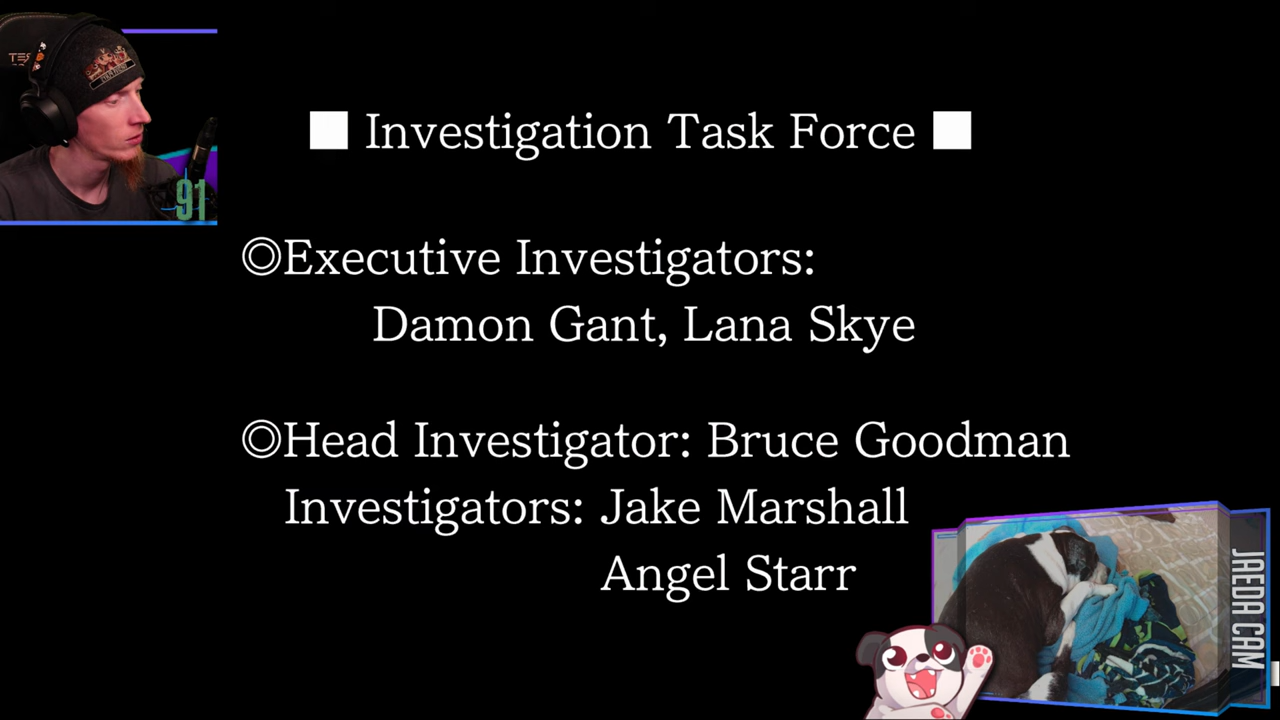 ■ Investigation Task Force ■
◎Executive Investigators:
Damon Gant, Lana Skye
◎Head Investigator: Bruce Goodman
Investigators: Jake Marshall
Angel Starr
91
JAEDA CAM